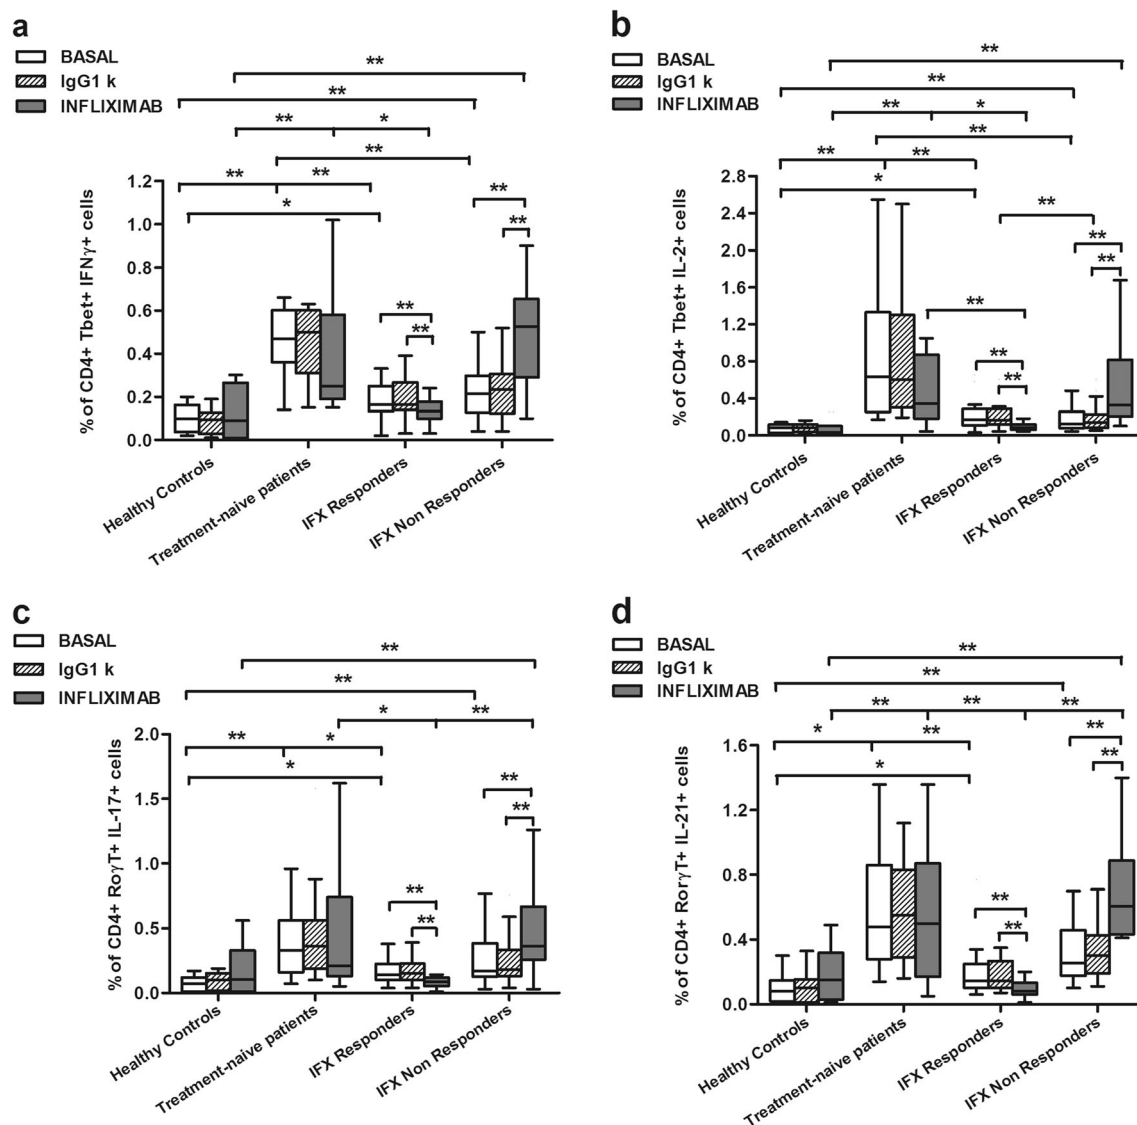 a
BASAL
IgG1 k
INFLIXIMAB
**
**
** *
**
** **
*
**
**
**
**
% of CD4+ Tbet+ IFNγ+ cells
1.2
1.0
0.8
0.6
0.4
0.2
0.0
Healthy Controls
Treatment-naive patients
IFX Responders
IFX Non Responders
b
BASAL
IgG1 k
INFLIXIMAB
**
**
** *
**
** **
*
**
**
**
**
**
**
% of CD4+ Tbet+ IL-2+ cells
2.8
2.4
2.0
1.6
1.2
0.8
0.4
0.0
Healthy Controls
Treatment-naive patients
IFX Responders
IFX Non Responders
c
BASAL
IgG1 k
INFLIXIMAB
**
**
* **
** *
*
**
**
**
**
% of CD4+ RoγT+ IL-17+ cells
2.0
1.5
1.0
0.5
0.0
Healthy Controls
Treatment-naive patients
IFX Responders
IFX Non Responders
d
BASAL
IgG1 k
INFLIXIMAB
**
**
** ** **
* **
*
**
**
**
**
% of CD4+ RorγT+ IL-21+ cells
1.6
1.2
0.8
0.4
0.0
Healthy Controls
Treatment-naive patients
IFX Responders
IFX Non Responders